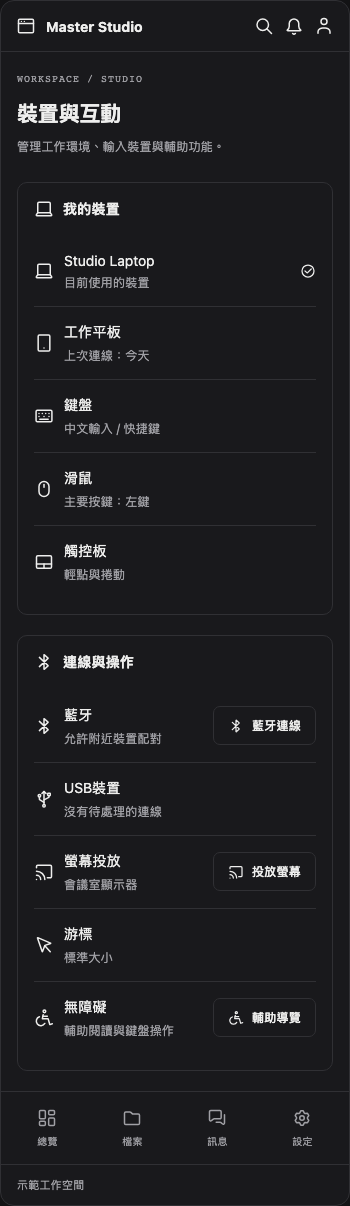 Master Studio
WORKSPACE / STUDIO
裝置與互動
管理工作環境、輸入裝置與輔助功能。
我的裝置
Studio Laptop
目前使用的裝置
工作平板
上次連線：今天
鍵盤
中文輸入 / 快捷鍵
滑鼠
主要按鍵：左鍵
觸控板
輕點與捲動
連線與操作
藍牙
允許附近裝置配對
藍牙連線
USB裝置
沒有待處理的連線
螢幕投放
會議室顯示器
投放螢幕
游標
標準大小
無障礙
輔助閱讀與鍵盤操作
輔助導覽
總覽
檔案
訊息
設定
示範工作空間